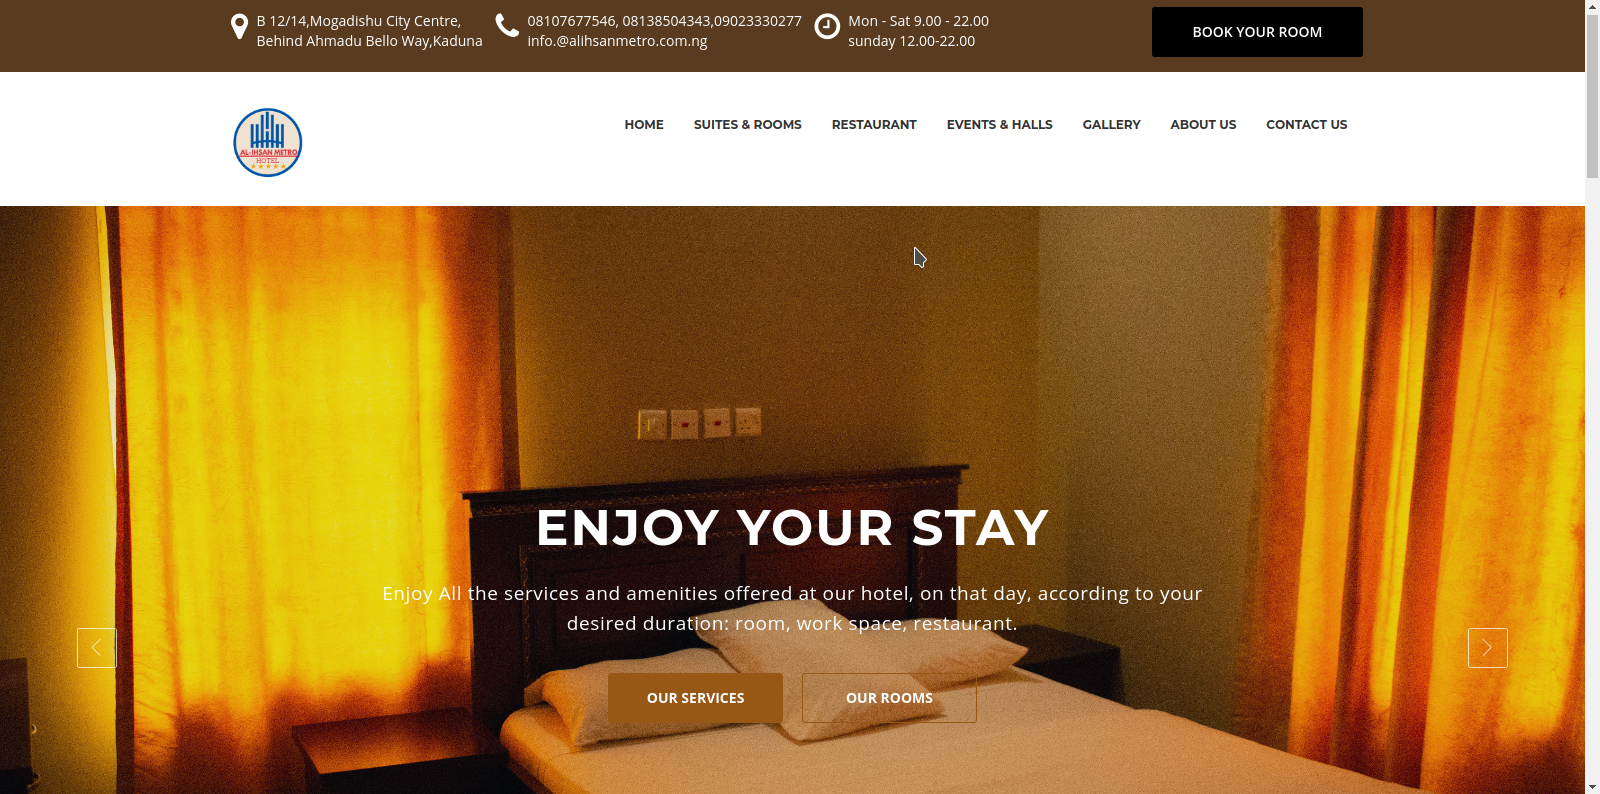 B 12/14,Mogadishu City Centre,
Behind Ahmadu Bello Way,Kaduna
08107677546, 08138504343,09023330277
info.@alihsanmetro.com.ng
Mon - Sat 9.00 - 22.00
sunday 12.00-22.00
BOOK YOUR ROOM
AL-IHSAN METRO
HOTEL
HOME SUITES & ROOMS RESTAURANT EVENTS & HALLS GALLERY ABOUT US CONTACT US
ENJOY YOUR STAY
Enjoy All the services and amenities offered at our hotel, on that day, according to your
desired duration: room, work space, restaurant.
OUR SERVICES OUR ROOMS